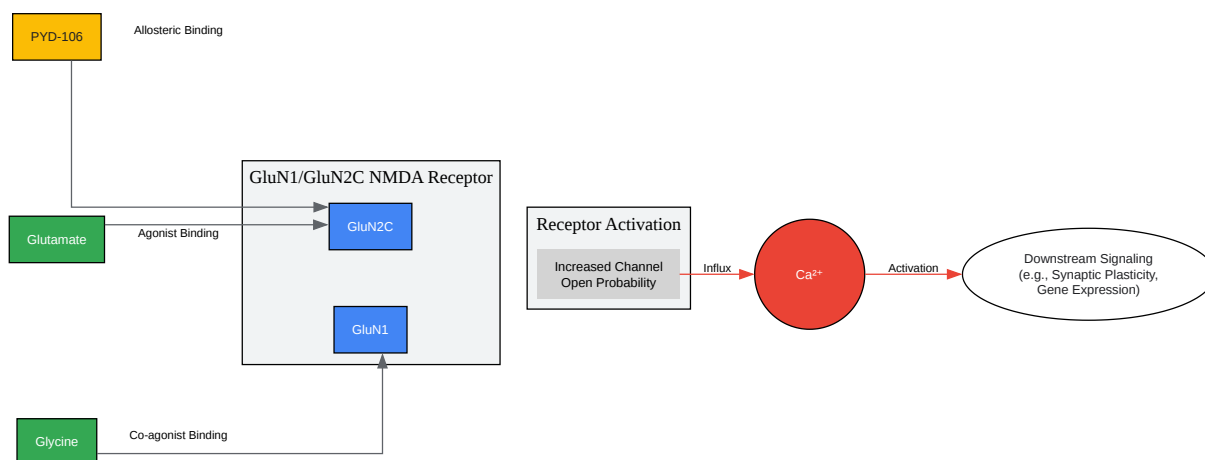 PYD-106
Allosteric Binding
GluN1/GluN2C NMDA Receptor
GluN2C
Glutamate
Agonist Binding
GluN1
Glycine
Co-agonist Binding
Receptor Activation
Increased Channel
Open Probability
Influx
Ca²⁺
Activation
Downstream Signaling
(e.g., Synaptic Plasticity,
Gene Expression)